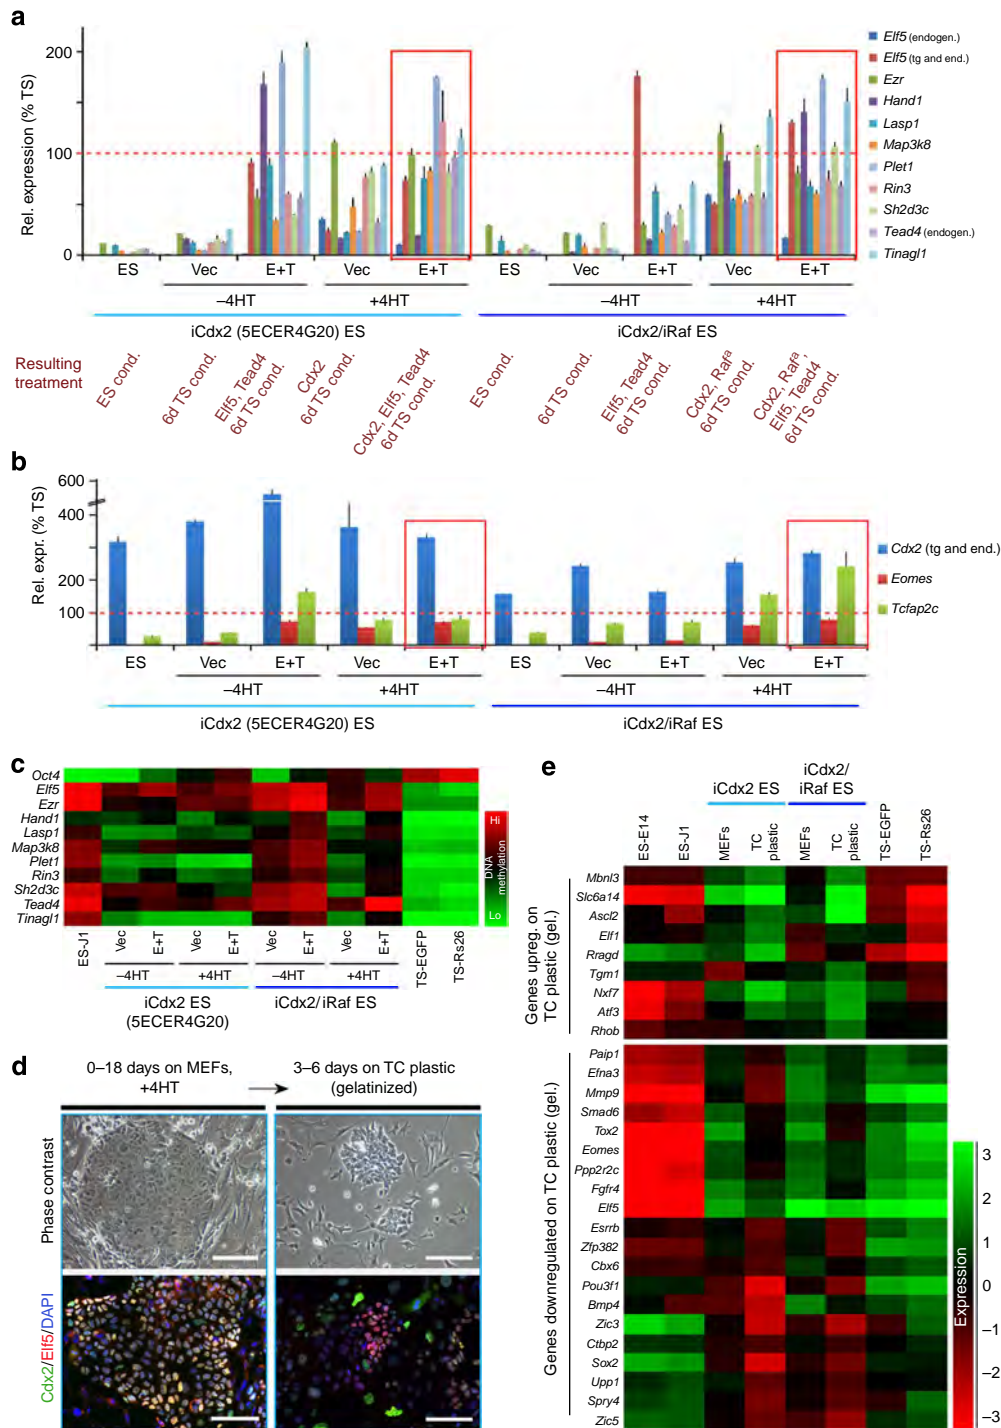 a
Rel. expression (% TS)
200
100
0
Elf5 (endogen.)
Elf5 (tg and end.)
Ezr
Hand1
Lasp1
Map3k8
Plet1
Rin3
Sh2d3c
Tead4 (endogen.)
Tinagl1
ES Vec E+T Vec E+T ES Vec E+T Vec E+T
–4HT +4HT –4HT +4HT
iCdx2 (5ECER4G20) ES iCdx2/iRaf ES
Resulting
treatment
ES cond.
6d TS cond.
Elf5, Tead4
6d TS cond.
Cdx2
6d TS cond.
Cdx2, Elf5, Tead4
6d TS cond.
ES cond.
6d TS cond.
Elf5, Tead4
6d TS cond.
Cdx2, Rafª
6d TS cond.
Cdx2, Rafª,
Elf5, Tead4
6d TS cond.
b
Rel. expr. (% TS)
600
400
200
100
Cdx2 (tg and end.)
Eomes
Tcfap2c
ES Vec E+T Vec E+T ES Vec E+T Vec E+T
–4HT +4HT –4HT +4HT
iCdx2 (5ECER4G20) ES iCdx2/iRaf ES
c
Oct4
Elf5
Ezr
Hand1
Lasp1
Map3k8
Plet1
Rin3
Sh2d3c
Tead4
Tinagl1
Hi
DNA
methylation
Lo
ES-J1 Vec E+T Vec E+T Vec E+T Vec E+T TS-EGFP TS-Rs26
–4HT +4HT –4HT +4HT
iCdx2 ES
(5ECER4G20)
iCdx2/ iRaf ES
d
0–18 days on MEFs,
+4HT
3–6 days on TC plastic
(gelatinized)
Phase contrast
Cdx2/Elf5/DAPI
e
iCdx2 ES
iCdx2/
iRaf ES
ES-E14
ES-J1
MEFs
TC
plastic
MEFs
TC
plastic
TS-EGFP
TS-Rs26
Genes upreg. on
TC plastic (gel.)
Mbnl3
Slc6a14
Ascl2
Elf1
Rragd
Tgm1
Nxf7
Atf3
Rhob
Genes downregulated on TC plastic (gel.)
Paip1
Efna3
Mmp9
Smad6
Tox2
Eomes
Ppp2r2c
Fgfr4
Elf5
Esrrb
Zfp382
Cbx6
Pou3f1
Bmp4
Zic3
Ctbp2
Sox2
Upp1
Spry4
Zic5
Expression
3
2
1
0
–1
–2
–3